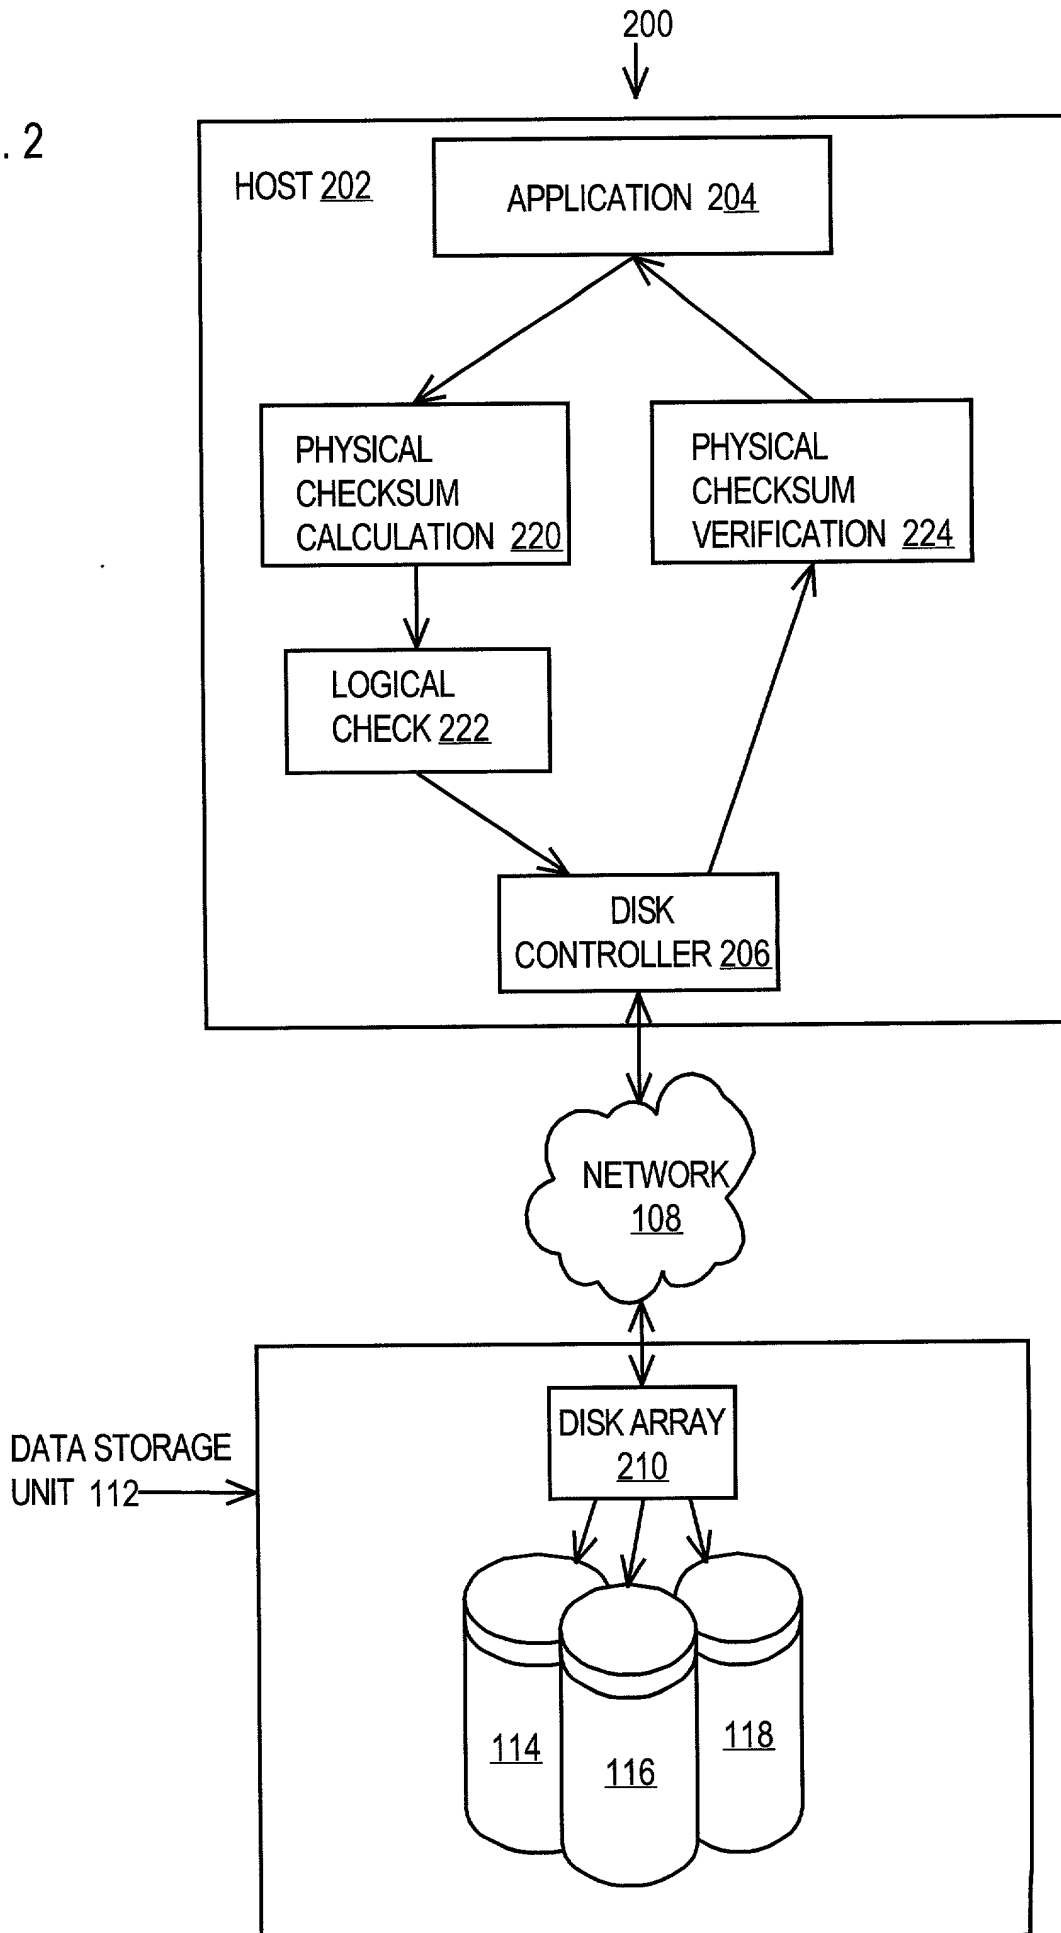 200
. 2
HOST 202
APPLICATION 204
PHYSICAL
CHECKSUM
CALCULATION 220
PHYSICAL
CHECKSUM
VERIFICATION 224
LOGICAL
CHECK 222
DISK
CONTROLLER 206
NETWORK
108
DISK ARRAY
210
DATA STORAGE
UNIT 112
114
116
118